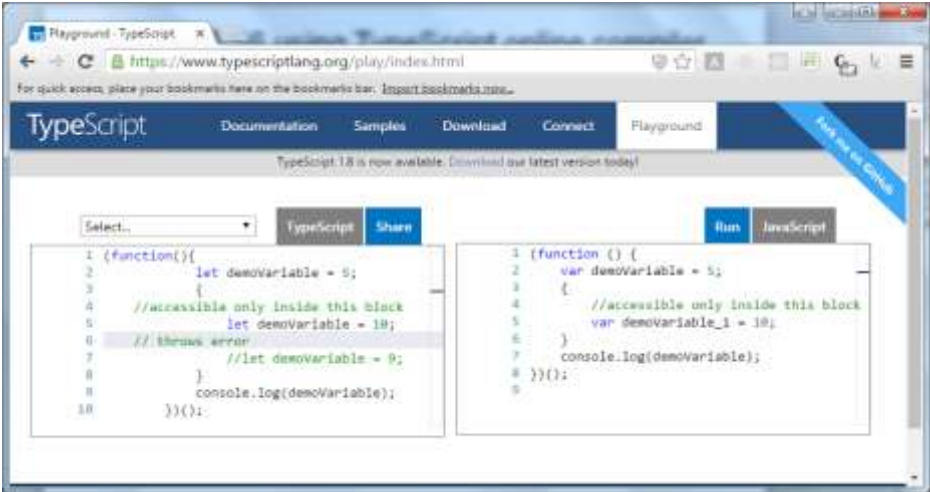 using TypeScript online compiler
Playground - TypeScript
https://www.typescriptlang.org/play/index.html
For quick access, place your bookmarks here on the bookmarks bar. Import bookmarks now...
TypeScript
Documentation
Samples
Download
Connect
Playground
Fork me on GitHub
TypeScript 1.8 is now available. Download our latest version today!
Select...
TypeScript
Share
Run
JavaScript
1 (function(){
2 let demoVariable = 5;
3 {
4 //accessible only inside this block
5 let demoVariable = 10;
6 // throws error
7 //let demoVariable = 9;
8 }
9 console.log(demoVariable);
10 })();
1 (function () {
2 var demoVariable = 5;
3 {
4 //accessible only inside this block
5 var demoVariable_1 = 10;
6 }
7 console.log(demoVariable);
8 })();
9